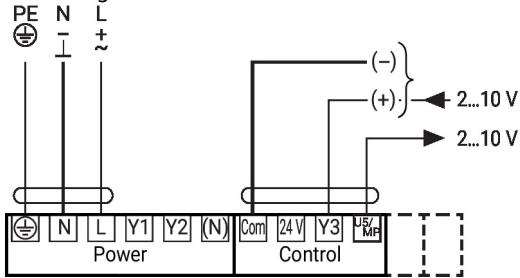 PE N L
– +
⊥ ~
(–)
(+) 2...10 V
2...10 V
N L Y1 Y2 (N) Com 24 V Y3 U5/MP
Power Control